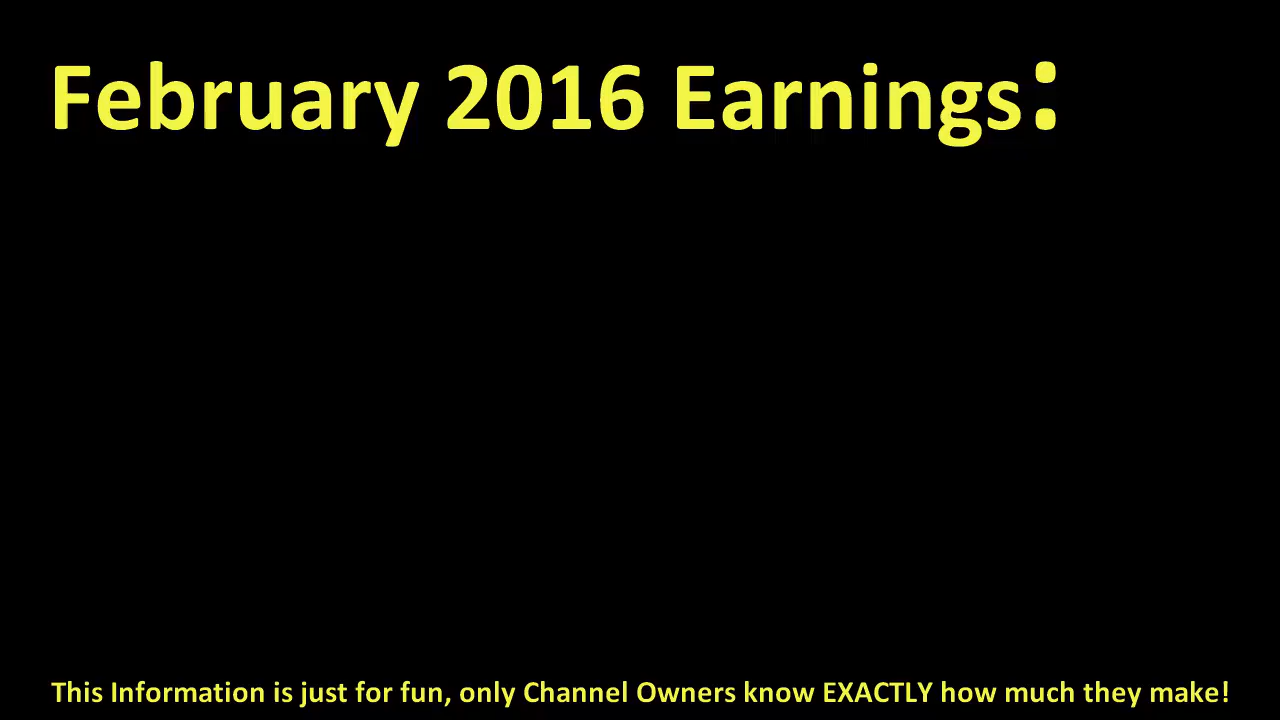 February 2016 Earnings:
This Information is just for fun, only Channel Owners know EXACTLY how much they make!